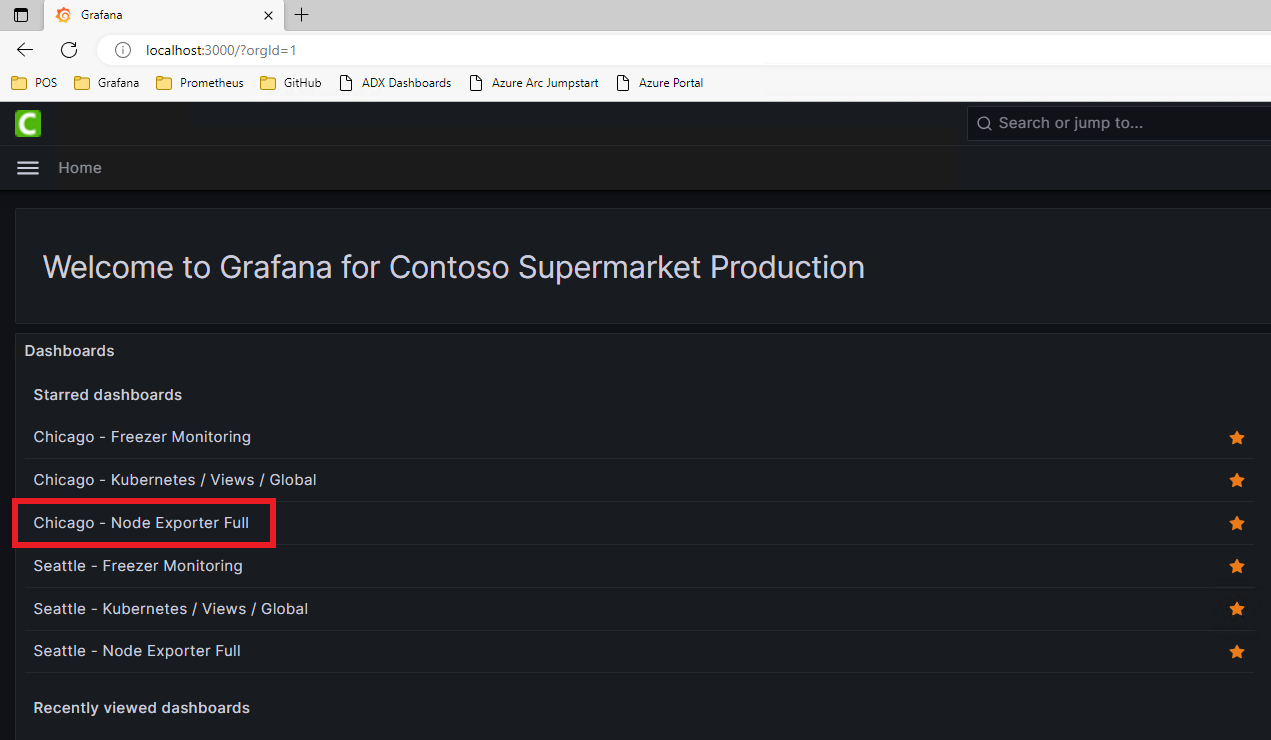 Grafana
localhost:3000/?orgId=1
POS Grafana Prometheus GitHub ADX Dashboards Azure Arc Jumpstart Azure Portal
C
Search or jump to...
Home
Welcome to Grafana for Contoso Supermarket Production
Dashboards
Starred dashboards
Chicago - Freezer Monitoring
Chicago - Kubernetes / Views / Global
Chicago - Node Exporter Full
Seattle - Freezer Monitoring
Seattle - Kubernetes / Views / Global
Seattle - Node Exporter Full
Recently viewed dashboards